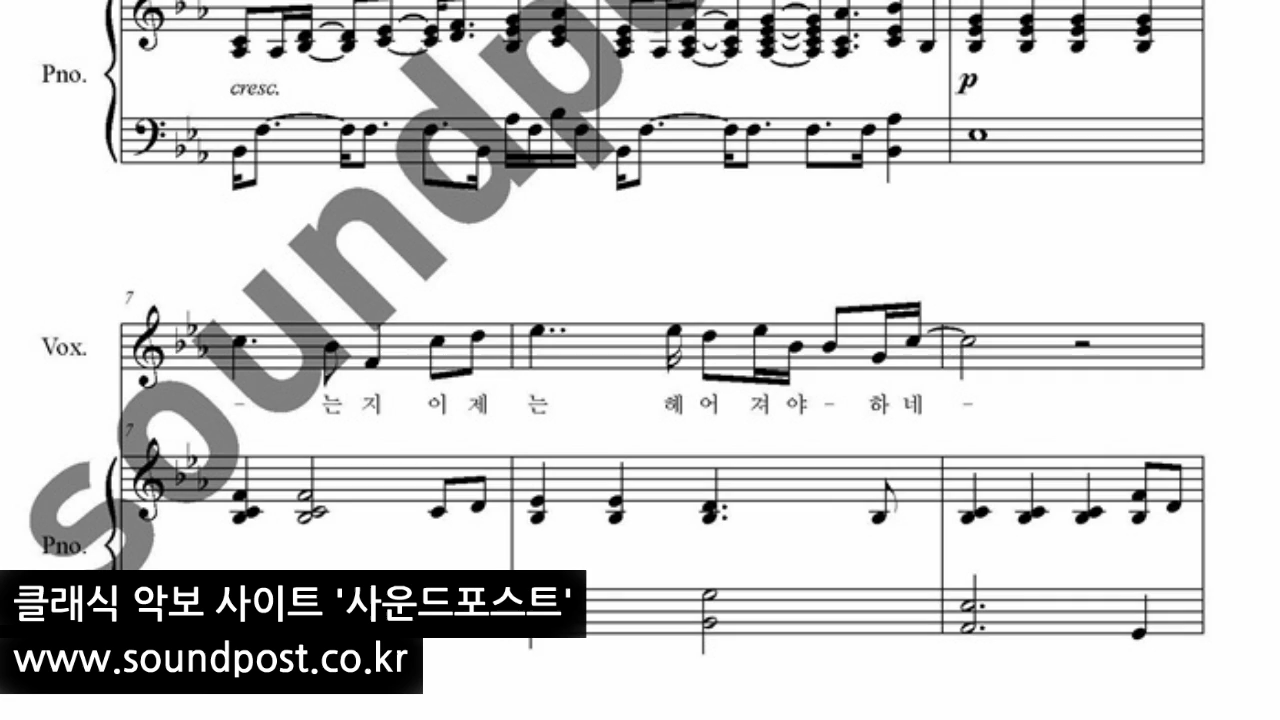 Pno.
cresc.
p
7
Vox.
- 는 지 이 제 는 헤 어 져 야 - 하 네 -
7
Pno.
soundp
클래식 악보 사이트 '사운드포스트'
www.soundpost.co.kr